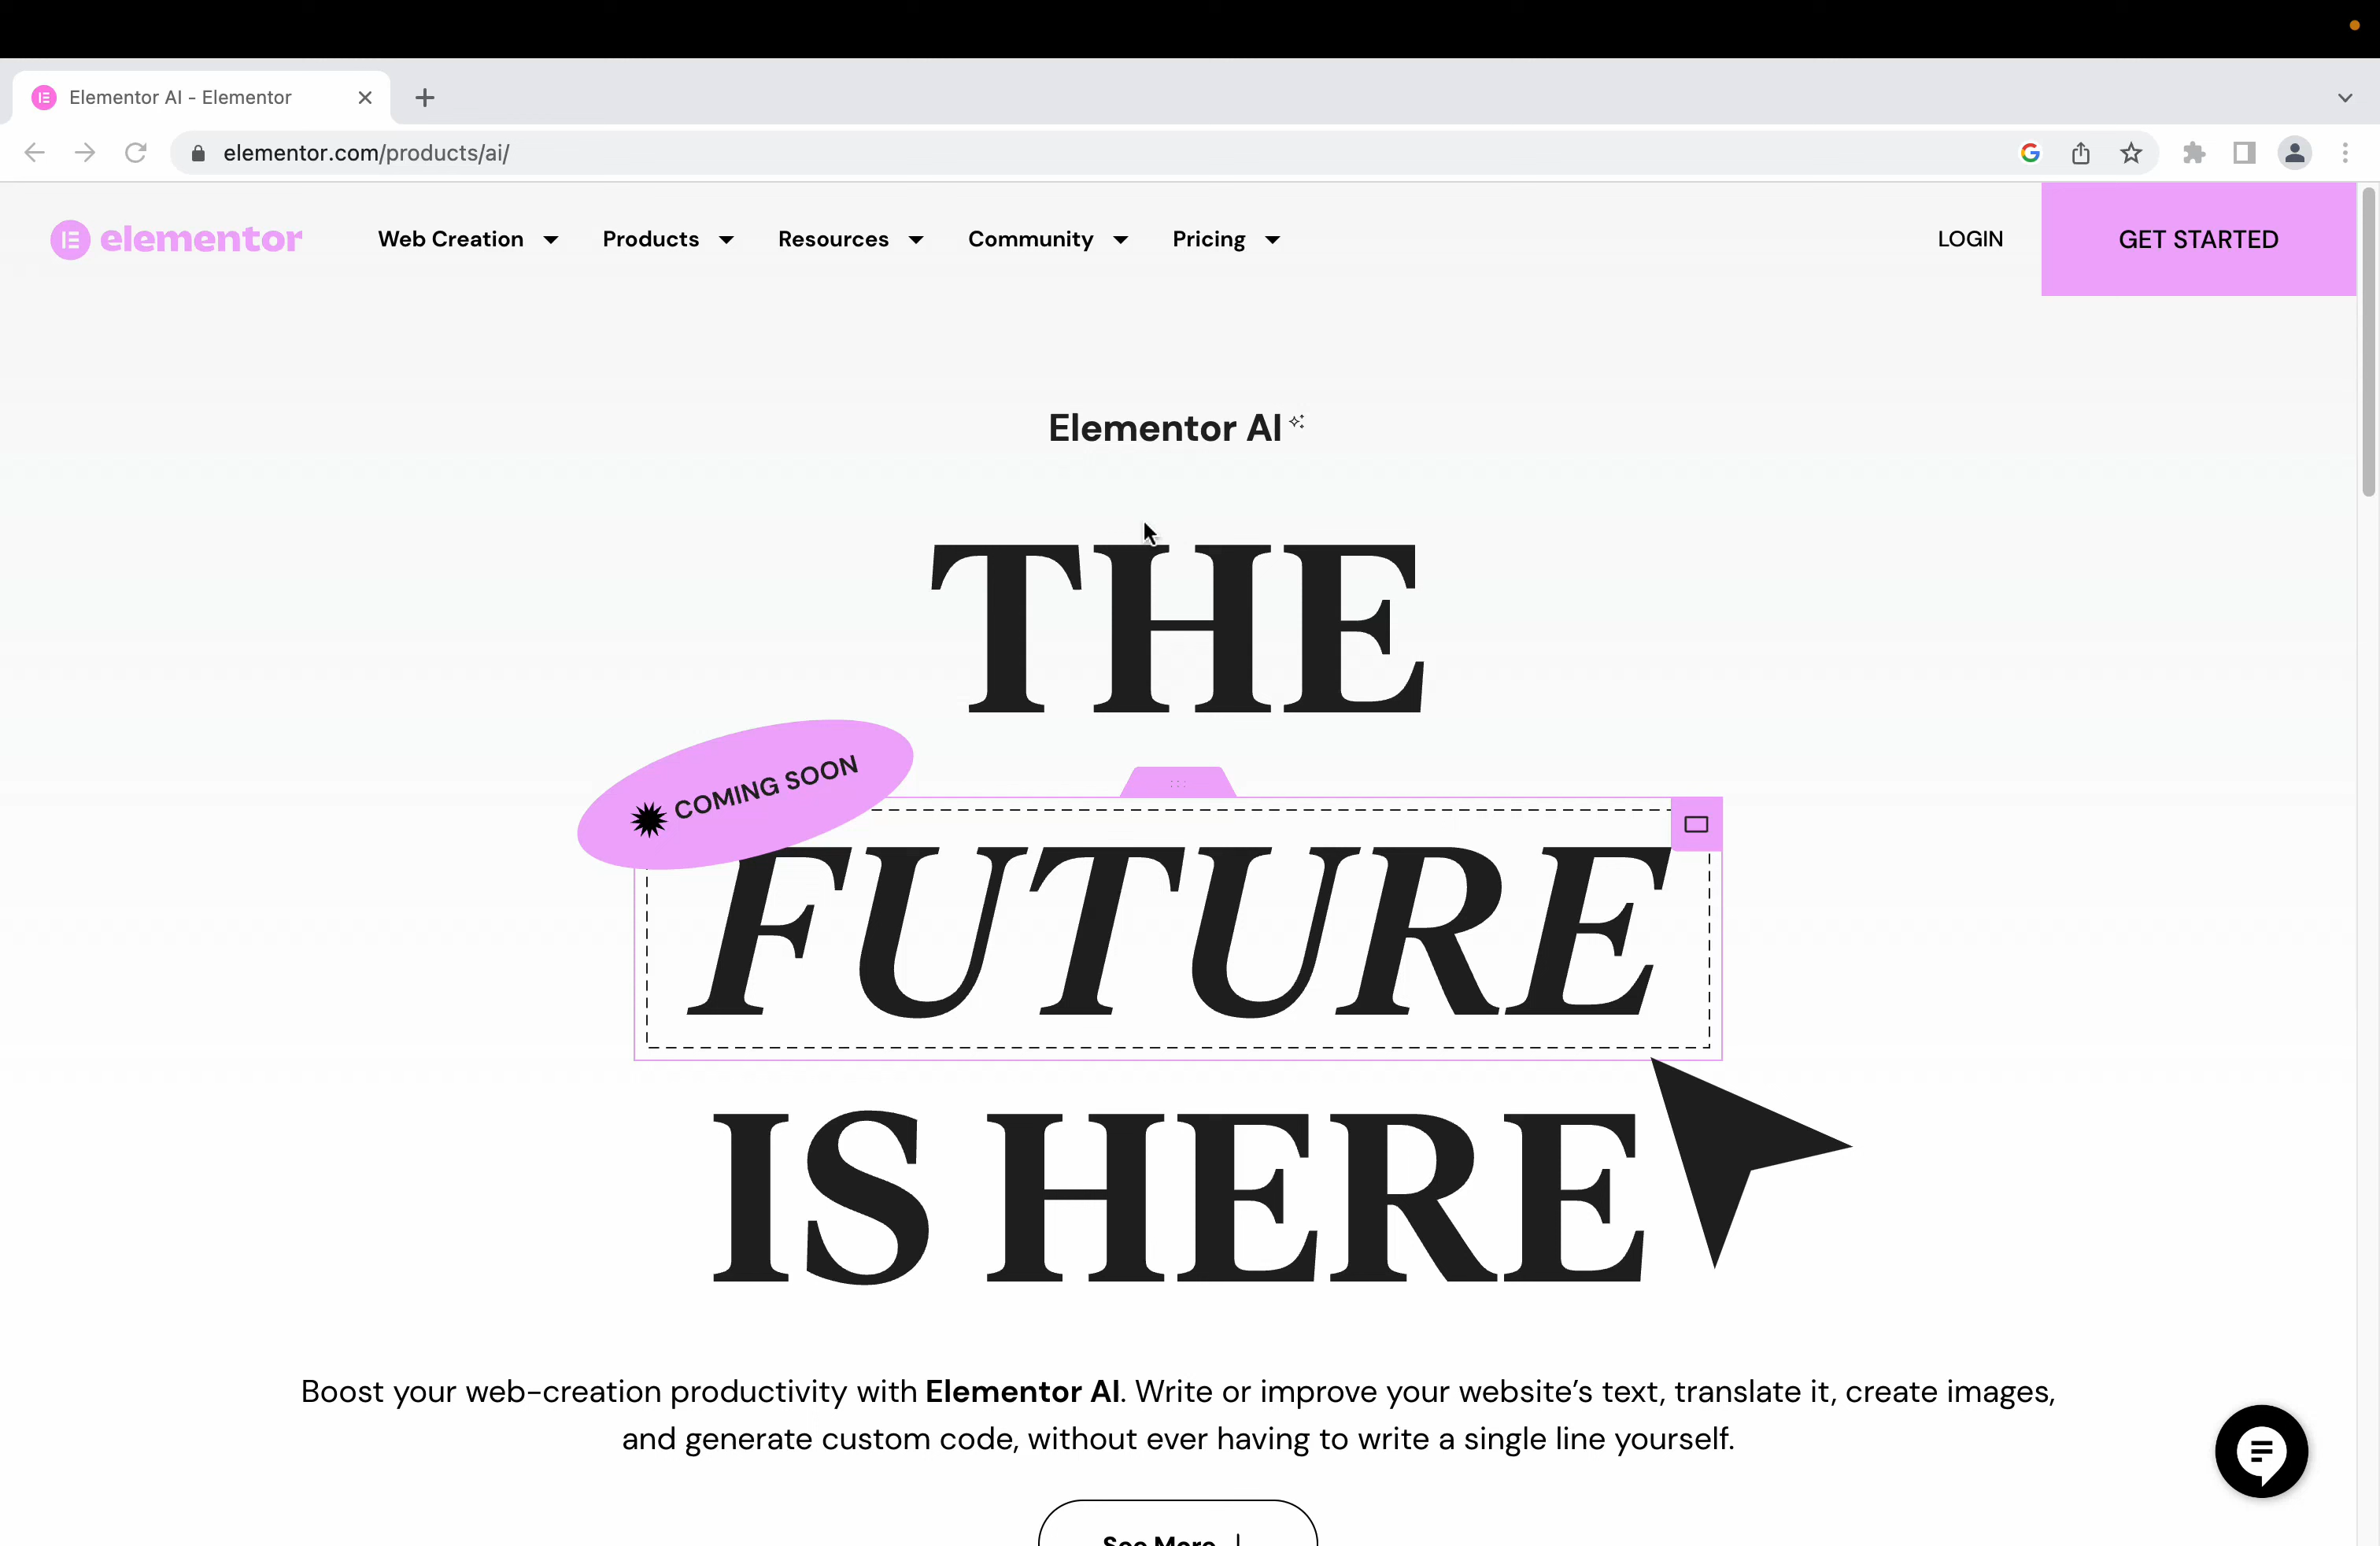 Elementor AI - Elementor
elementor.com/products/ai/
elementor
Web Creation
Products
Resources
Community
Pricing
LOGIN
GET STARTED
Elementor AI
THE
COMING SOON
FUTURE
IS HERE
Boost your web-creation productivity with Elementor AI. Write or improve your website’s text, translate it, create images,
and generate custom code, without ever having to write a single line yourself.
See More